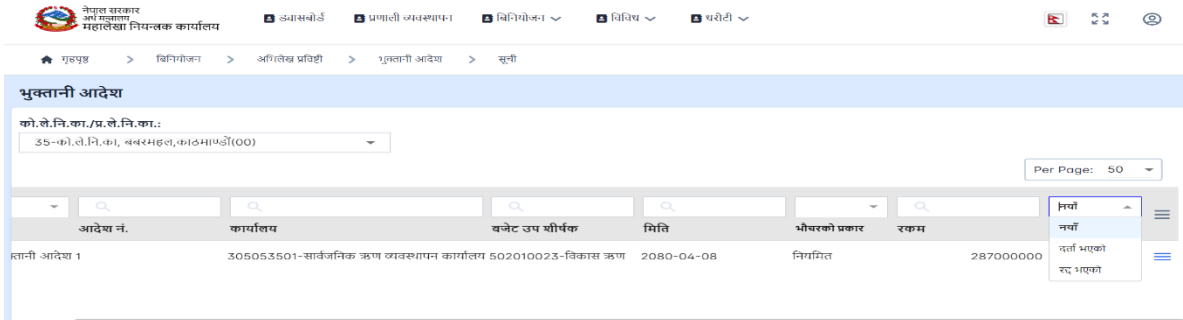 नेपाल सरकार
अर्थ मन्त्रालय
महालेखा नियन्त्रक कार्यालय
ड्यासबोर्ड
प्रणाली व्यवस्थापन
बिनियोजन
विविध
धरौटी
गृहपृष्ठ > बिनियोजन > अभिलेख प्रविष्टी > भुक्तानी आदेश > सूची
भुक्तानी आदेश
को.ले.नि.का./प्र.ले.नि.का.:
35-को.ले.नि.का, बबरमहल,काठमाण्डौं(00)
Per Page: 50
नयाँ
आदेश नं. कार्यालय बजेट उप शीर्षक मिति भौचरको प्रकार रकम नयाँ
क्तानी आदेश 1 305053501-सार्वजनिक ऋण व्यवस्थापन कार्यालय 502010023-विकास ऋण 2080-04-08 नियमित 287000000 दर्ता भएको
रद्द भएको